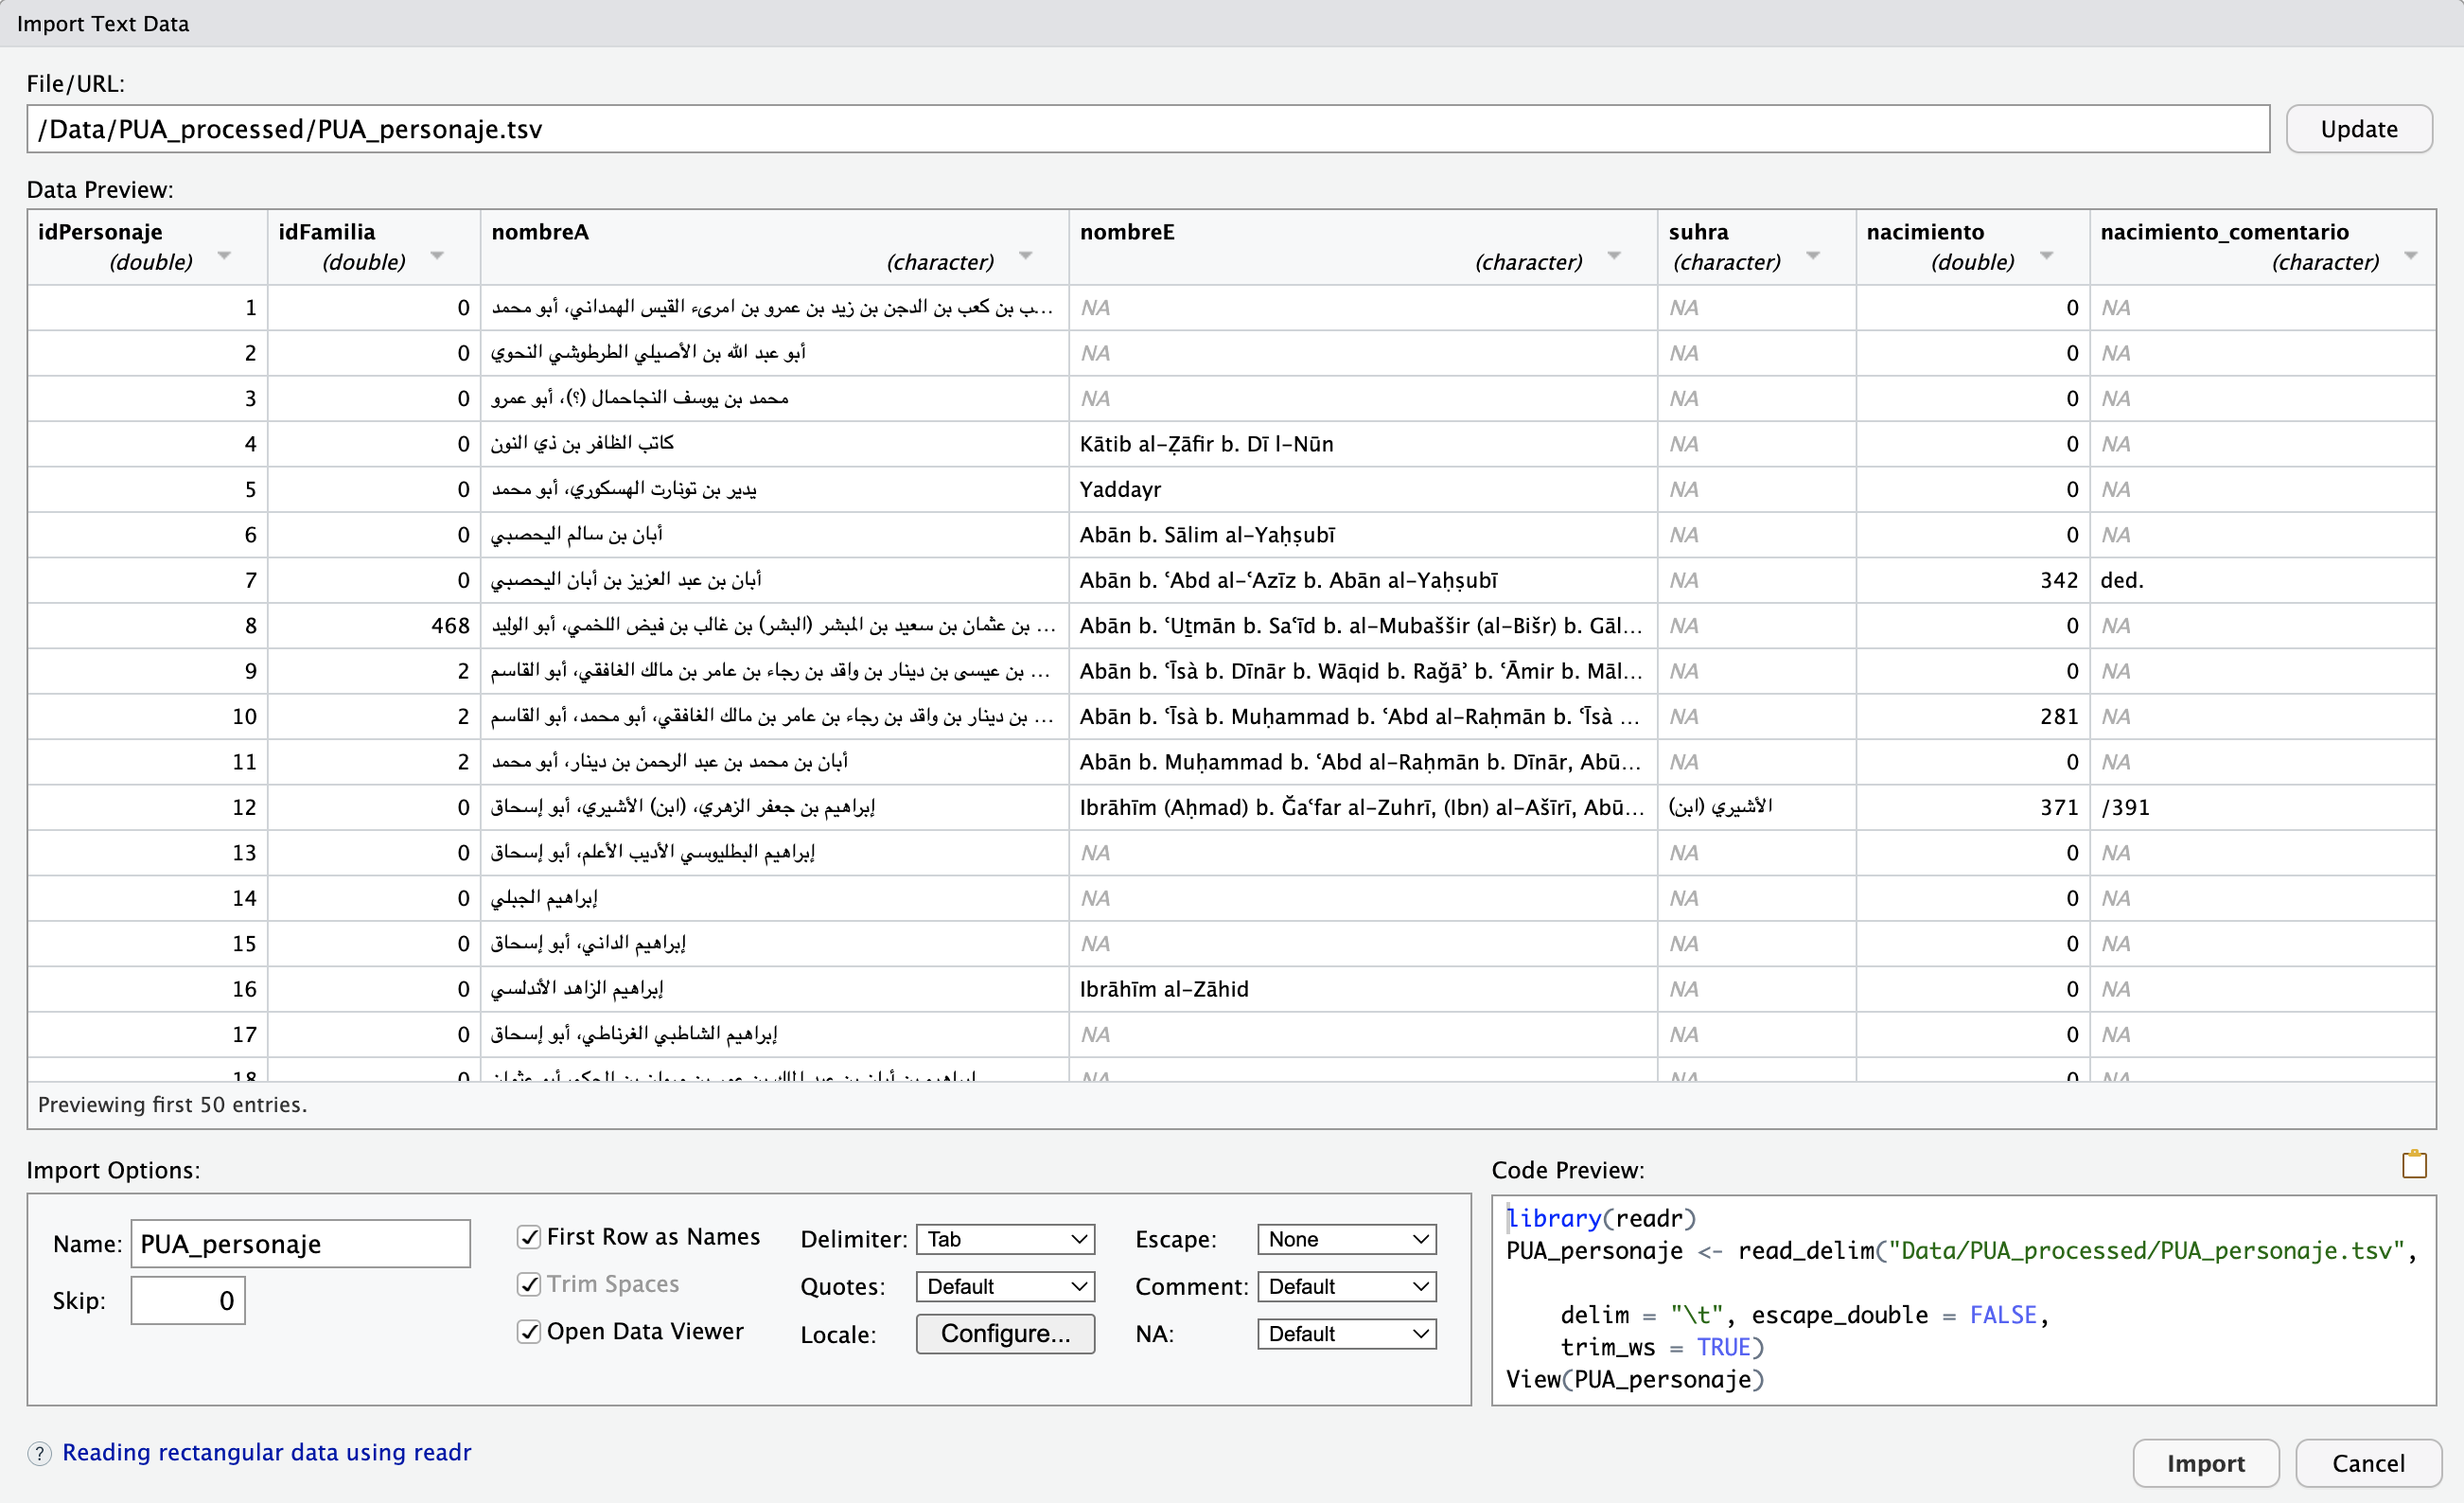 Import Text Data
File/URL:
/Data/PUA_processed/PUA_personaje.tsv
Update
Data Preview:
idPersonaje (double) idFamilia (double) nombreA (character) nombreE (character) suhra (character) nacimiento (double) nacimiento_comentario (character)
1 0 ...ب بن كعب بن الدجن بن زيد بن عمرو بن امرىء القيس الهمداني، أبو محمد NA NA 0 NA
2 0 أبو عبد الله بن الأصيلي الطرطوشي النحوي NA NA 0 NA
3 0 محمد بن يوسف النجاحمال (؟)، أبو عمرو NA NA 0 NA
4 0 كاتب الظافر بن ذي النون Kātib al-Ẓāfir b. Dī l-Nūn NA 0 NA
5 0 يدير بن تونارت الهسكوري، أبو محمد Yaddayr NA 0 NA
6 0 أبان بن سالم اليحصبي Abān b. Sālim al-Yaḥṣubī NA 0 NA
7 0 أبان بن عبد العزيز بن أبان اليحصبي Abān b. ʿAbd al-ʿAzīz b. Abān al-Yaḥṣubī NA 342 ded.
8 468 ... بن عثمان بن سعيد بن المبشر (البشر) بن غالب بن فيض اللخمي، أبو الوليد Abān b. ʿUṯmān b. Saʿīd b. al-Mubaššir (al-Bišr) b. Gāl... NA 0 NA
9 2 ... بن عيسى بن دينار بن واقد بن رجاء بن عامر بن مالك الغافقي، أبو القاسم Abān b. ʿĪsà b. Dīnār b. Wāqid b. Raǧāʾ b. ʿĀmir b. Māl... NA 0 NA
10 2 ... بن دينار بن واقد بن رجاء بن عامر بن مالك الغافقي، أبو محمد، أبو القاسم Abān b. ʿĪsà b. Muḥammad b. ʿAbd al-Raḥmān b. ʿĪsà ... NA 281 NA
11 2 أبان بن محمد بن عبد الرحمن بن دينار، أبو محمد Abān b. Muḥammad b. ʿAbd al-Raḥmān b. Dīnār, Abū... NA 0 NA
12 0 إبراهيم بن جعفر الزهري، (ابن) الأشيري، أبو إسحاق Ibrāhīm (Aḥmad) b. Ǧaʿfar al-Zuhrī, (Ibn) al-Ašīrī, Abū... الأشيري (ابن) 371 /391
13 0 إبراهيم البطليوسي الأديب الأعلم، أبو إسحاق NA NA 0 NA
14 0 إبراهيم الجبلي NA NA 0 NA
15 0 إبراهيم الداني، أبو إسحاق NA NA 0 NA
16 0 إبراهيم الزاهد الأندلسي Ibrāhīm al-Zāhid NA 0 NA
17 0 إبراهيم الشاطبي الغرناطي، أبو إسحاق NA NA 0 NA
18 0 إبراهيم بن أبان بن عبد الملك بن عمر بن مروان بن الحكم، أبو عثمان NA NA 0 NA
Previewing first 50 entries.
Import Options:
Name: PUA_personaje
Skip: 0
First Row as Names
Trim Spaces
Open Data Viewer
Delimiter: Tab
Quotes: Default
Locale: Configure...
Escape: None
Comment: Default
NA: Default
Code Preview:
library(readr)
PUA_personaje <- read_delim("Data/PUA_processed/PUA_personaje.tsv",
delim = "\t", escape_double = FALSE,
trim_ws = TRUE)
View(PUA_personaje)
? Reading rectangular data using readr
Import
Cancel